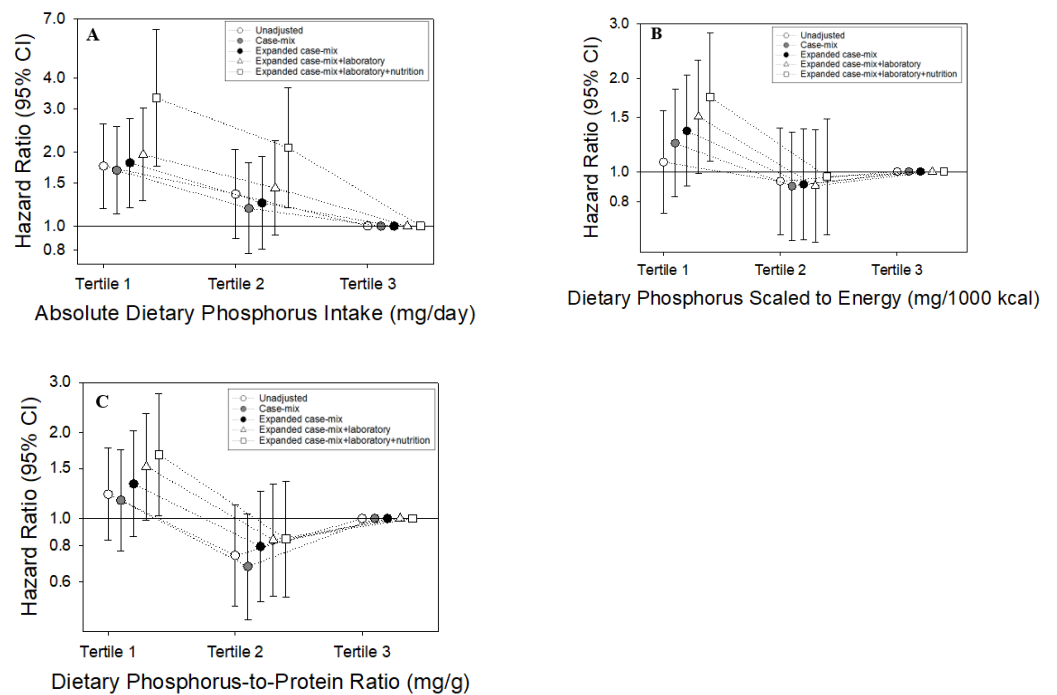 A
Hazard Ratio (95% CI)
7.0
4.0
3.0
2.0
1.5
1.0
0.8
Unadjusted
Case-mix
Expanded case-mix
Expanded case-mix+laboratory
Expanded case-mix+laboratory+nutrition
Tertile 1
Tertile 2
Tertile 3
Absolute Dietary Phosphorus Intake (mg/day)
B
Hazard Ratio (95% CI)
3.0
2.0
1.5
1.0
0.8
Unadjusted
Case-mix
Expanded case-mix
Expanded case-mix+laboratory
Expanded case-mix+laboratory+nutrition
Tertile 1
Tertile 2
Tertile 3
Dietary Phosphorus Scaled to Energy (mg/1000 kcal)
C
Hazard Ratio (95% CI)
3.0
2.0
1.5
1.0
0.8
0.6
Unadjusted
Case-mix
Expanded case-mix
Expanded case-mix+laboratory
Expanded case-mix+laboratory+nutrition
Tertile 1
Tertile 2
Tertile 3
Dietary Phosphorus-to-Protein Ratio (mg/g)